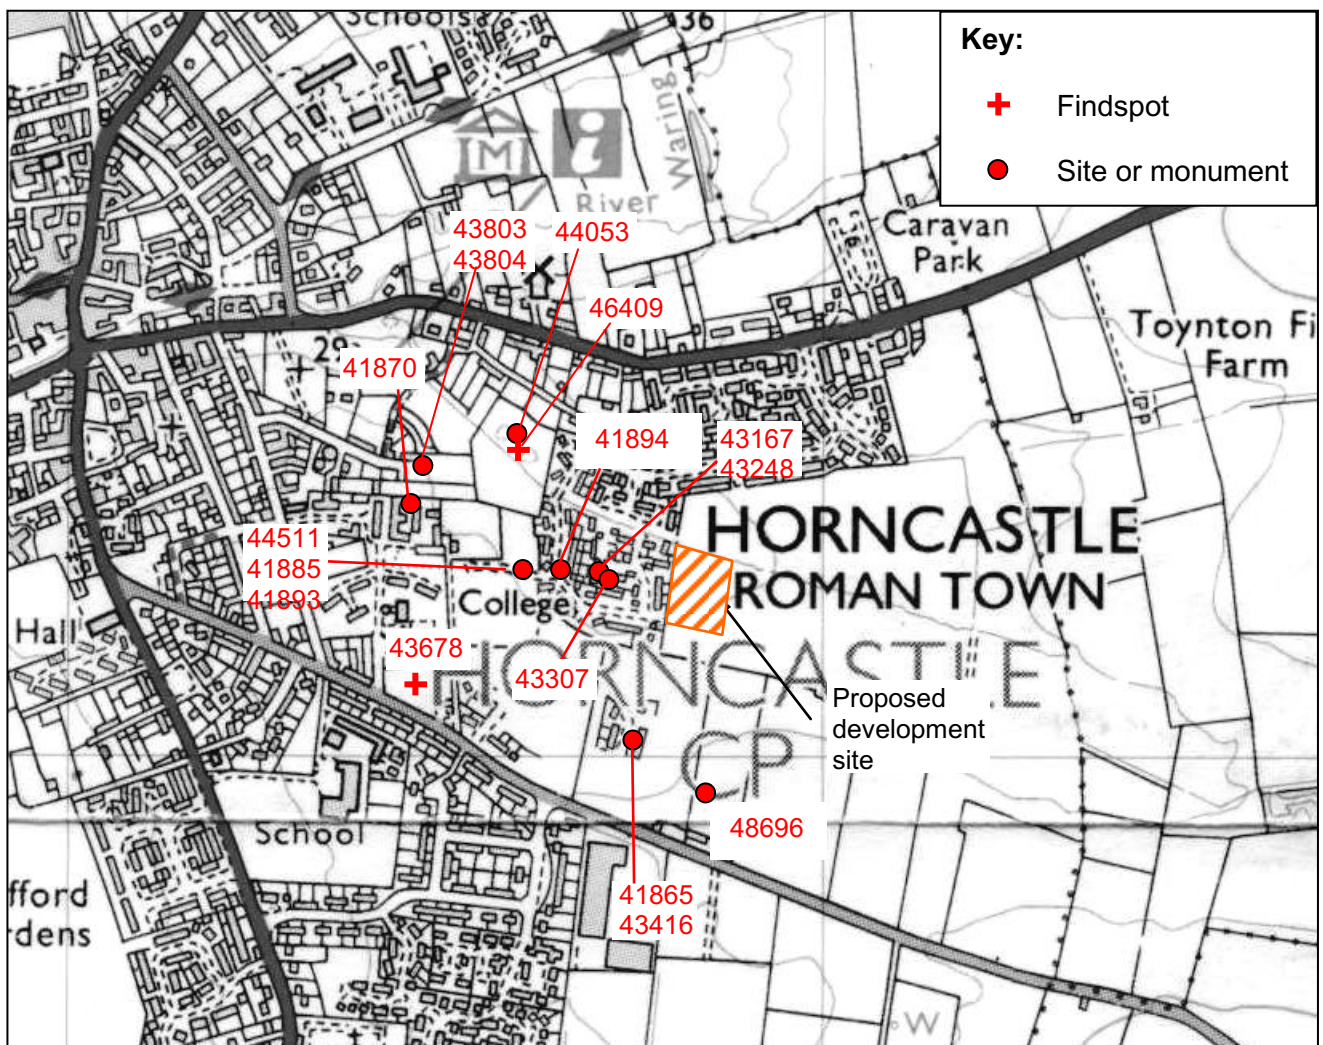 Schools
136
Key:
Findspot
Site or monument
M
i
Waring
River
43803
43804
44053
Caravan
Park
46409
Toynton Fi
Farm
29
41870
41894
43167
43248
HORNCASTLE
ROMAN TOWN
44511
41885
41893
College
Hall
43678
HORNCASTLE
CP
43307
Proposed
development
site
48696
School
41865
43416
fford
rdens
W